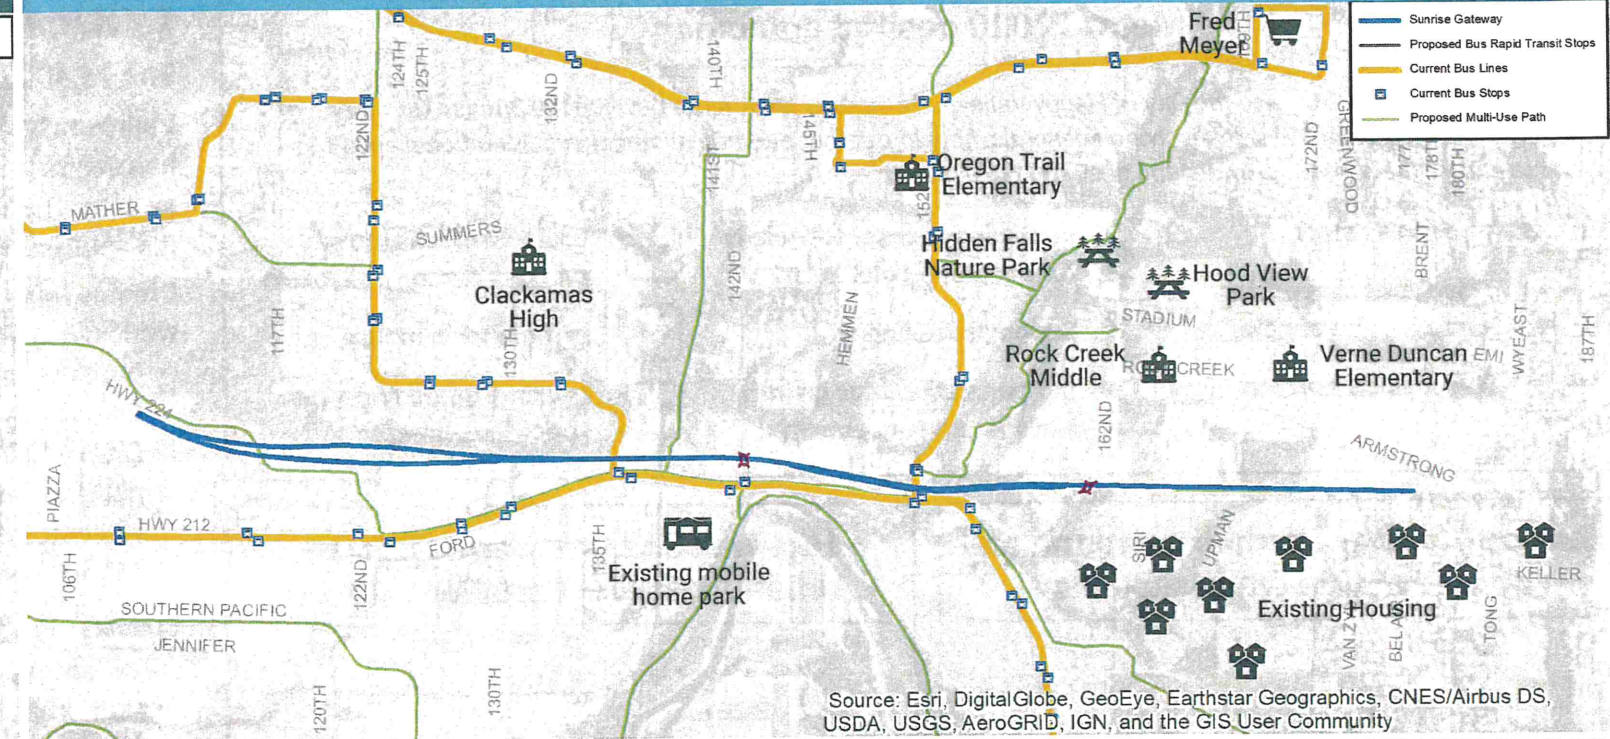 Sunrise Gateway
Proposed Bus Rapid Transit Stops
Current Bus Lines
Current Bus Stops
Proposed Multi-Use Path
Fred
Meyer
124TH
125TH
132ND
140TH
122ND
145TH
141ST
172ND
GREENWOOD
180TH
MATHER
SUMMERS
Oregon Trail
Elementary
Hidden Falls
Nature Park
Hood View
Park
BRENT
Clackamas
High
142ND
117TH
130TH
HEMMEN
STADIUM
WYEAST
187TH
Rock Creek
Middle
CREEK
Verne Duncan
Elementary
EMI
HWY 224
162ND
ARMSTRONG
PIAZZA
HWY 212
FORD
135TH
106TH
122ND
SIRI
UPMAN
KELLER
Existing mobile
home park
Existing Housing
TONG
SOUTHERN PACIFIC
JENNIFER
120TH
130TH
Source: Esri, DigitalGlobe, GeoEye, Earthstar Geographics, CNES/Airbus DS,
USDA, USGS, AeroGRID, IGN, and the GIS User Community